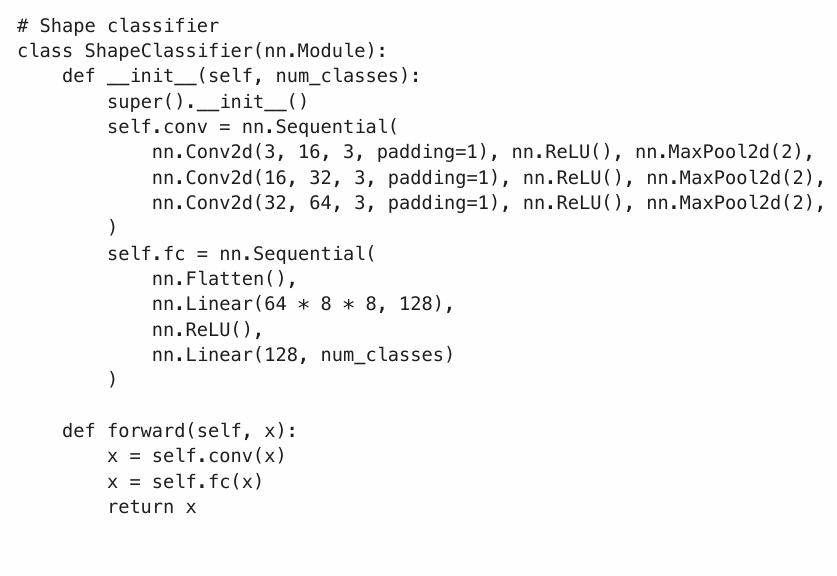 # Shape classifier
class ShapeClassifier(nn.Module):
    def __init__(self, num_classes):
        super().__init__()
        self.conv = nn.Sequential(
            nn.Conv2d(3, 16, 3, padding=1), nn.ReLU(), nn.MaxPool2d(2),
            nn.Conv2d(16, 32, 3, padding=1), nn.ReLU(), nn.MaxPool2d(2),
            nn.Conv2d(32, 64, 3, padding=1), nn.ReLU(), nn.MaxPool2d(2),
        )
        self.fc = nn.Sequential(
            nn.Flatten(),
            nn.Linear(64 * 8 * 8, 128),
            nn.ReLU(),
            nn.Linear(128, num_classes)
        )

    def forward(self, x):
        x = self.conv(x)
        x = self.fc(x)
        return x